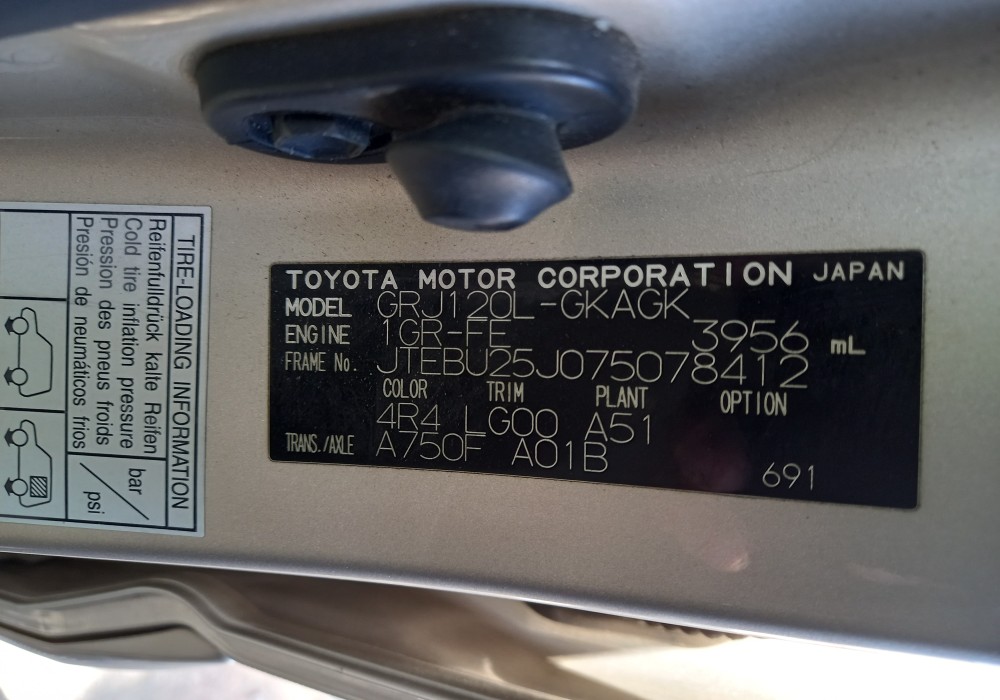 TOYOTA MOTOR CORPORATION JAPAN
MODEL GRJ120L-GKAGK
ENGINE 1GR-FE 3956 mL
FRAME No. JTEBU25J075078412
COLOR TRIM PLANT OPTION
4R4 LG00 A51
TRANS./AXLE A750F A01B
691
TIRE-LOADING INFORMATION
Reifenfülldrück kalte Reifen
Cold tire inflation pressure
Pression des pneus froids
Presión de neumáticos fríos
bar/psi